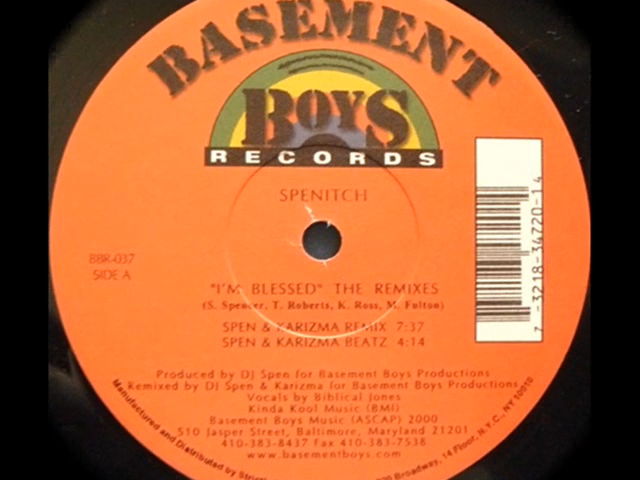 BASEMENT
BOYS
RECORDS
SPENITCH
BBR-037
SIDE A
"I'M BLESSED" THE REMIXES
(S. Spencer, T. Roberts, K. Ross, M. Fulton)
SPEN & KARIZMA REMIX 7:37
SPEN & KARIZMA BEATZ 4:14
7 33218-34720-1 4
Produced by DJ Spen for Basement Boys Productions
Remixed by DJ Spen & Karizma for Basement Boys Productions
Vocals by Biblical Jones
Kinda Kool Music (BMI)
Basement Boys Music (ASCAP) 2000
510 Jasper Street, Baltimore, Maryland 21201
410-383-8437 Fax 410-383-7538
www.basementboys.com
Manufactured and Distributed by Broadway, 14 Floor, N.Y.C., NY 10010